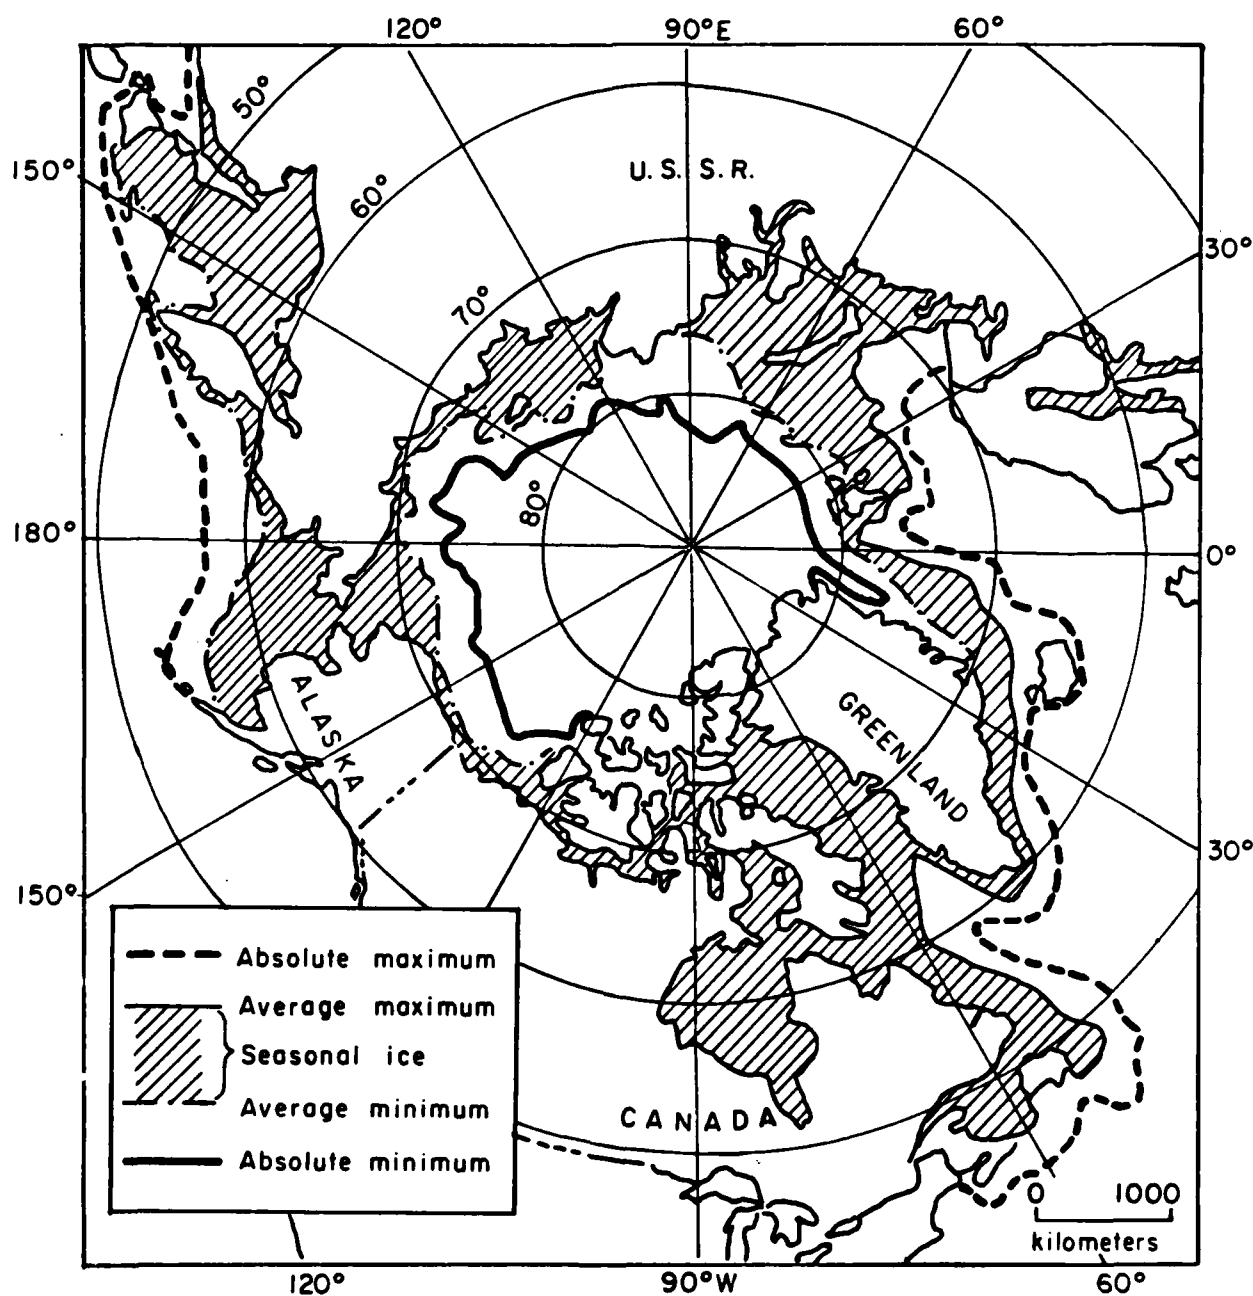 120° 90°E 60°
50°
150°
U. S. S. R.
60°
30°
70°
80°
180° 0°
ALASKA
GREENLAND
30°
150°
Absolute maximum
Average maximum
Seasonal ice
Average minimum
Absolute minimum
CANADA
0 1000
kilometers
120° 90°W 60°